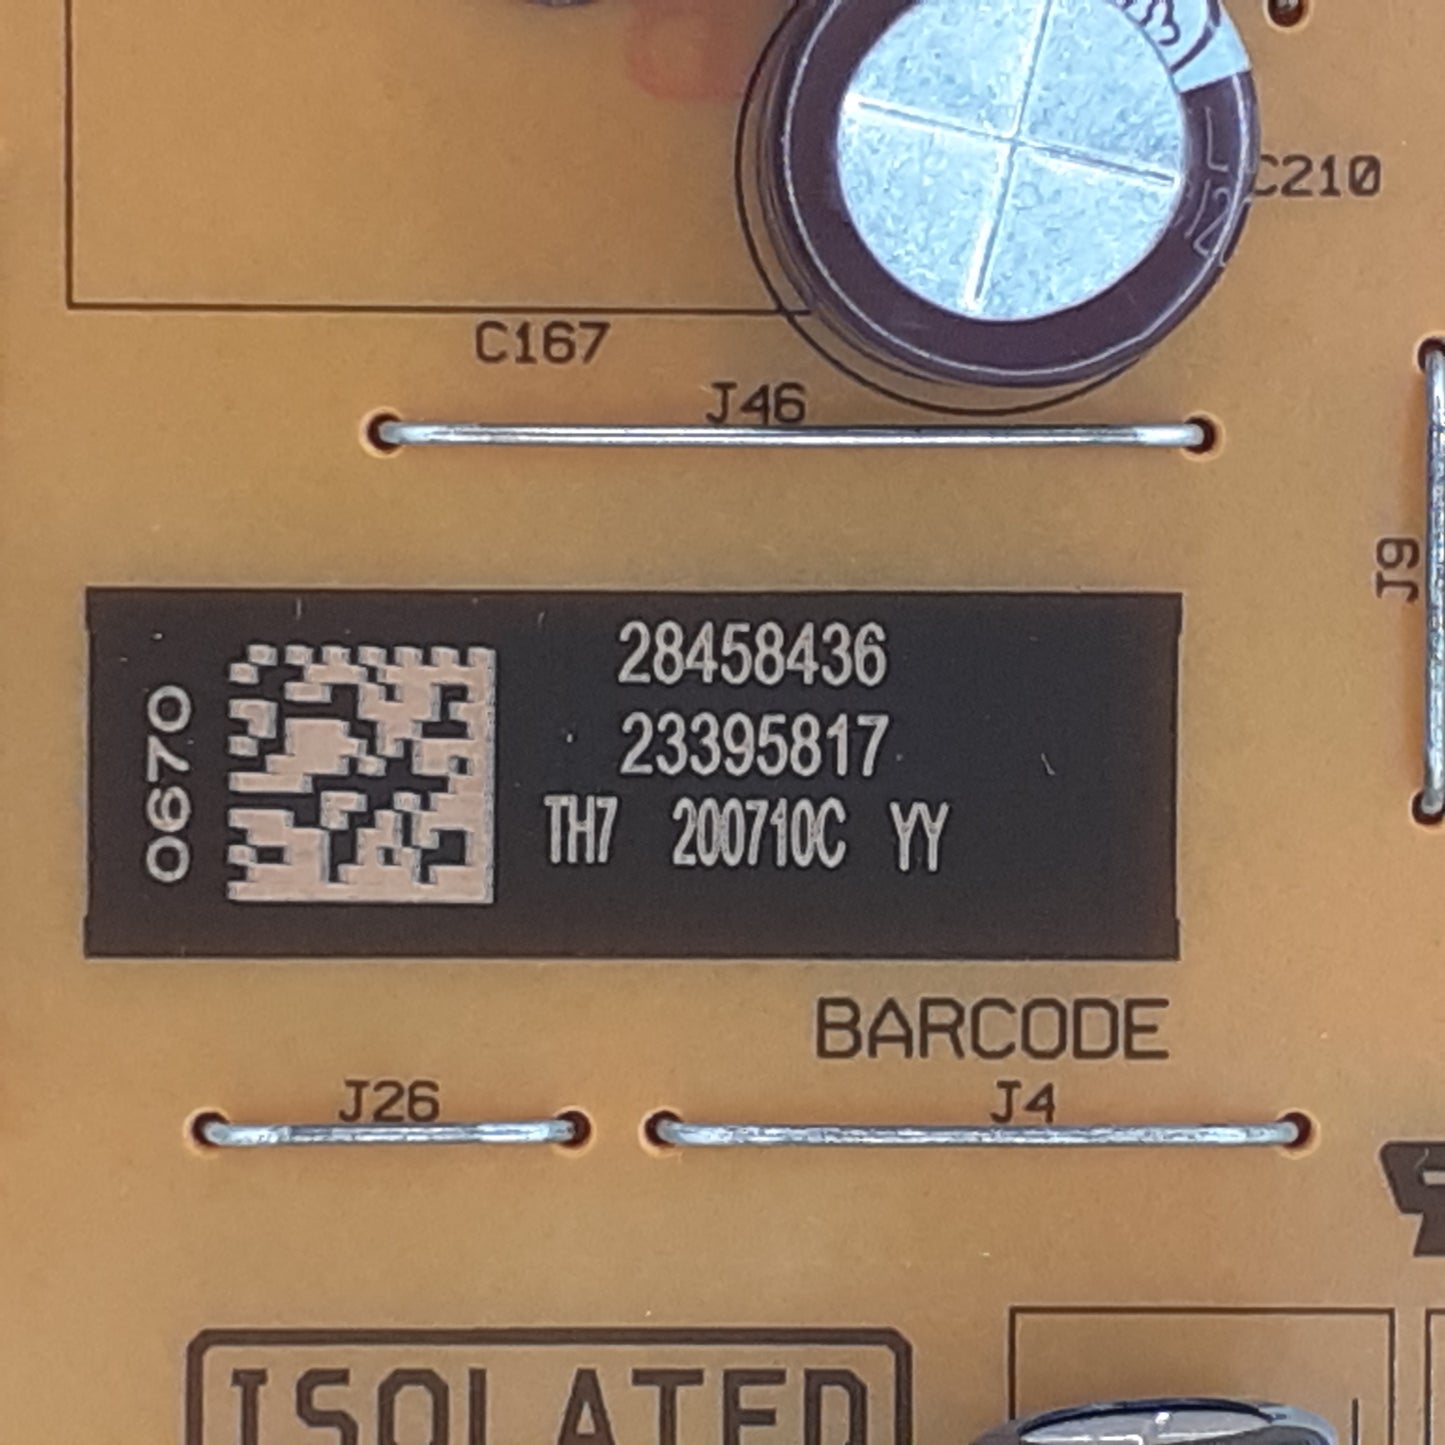 C210
C167
J46
J9
28458436
23395817
TH7 200710C YY
0670
BARCODE
J26
J4
ISOLATED